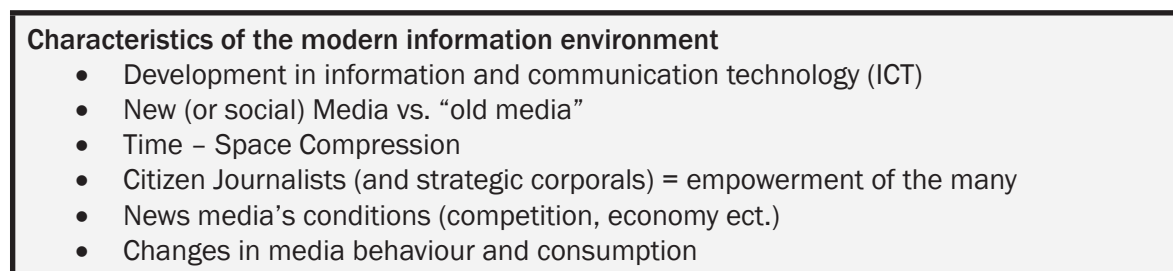 Characteristics of the modern information environment
• Development in information and communication technology (ICT)
• New (or social) Media vs. “old media”
• Time – Space Compression
• Citizen Journalists (and strategic corporals) = empowerment of the many
• News media’s conditions (competition, economy ect.)
• Changes in media behaviour and consumption